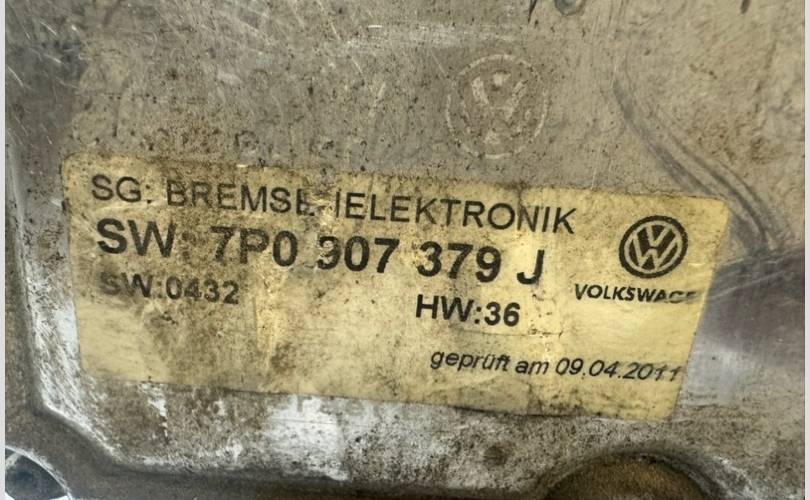 SG: BREMSE IELEKTRONIK
SW: 7P0 907 379 J
SW:0432
HW:36
VOLKSWAGE
geprüft am 09.04.2011